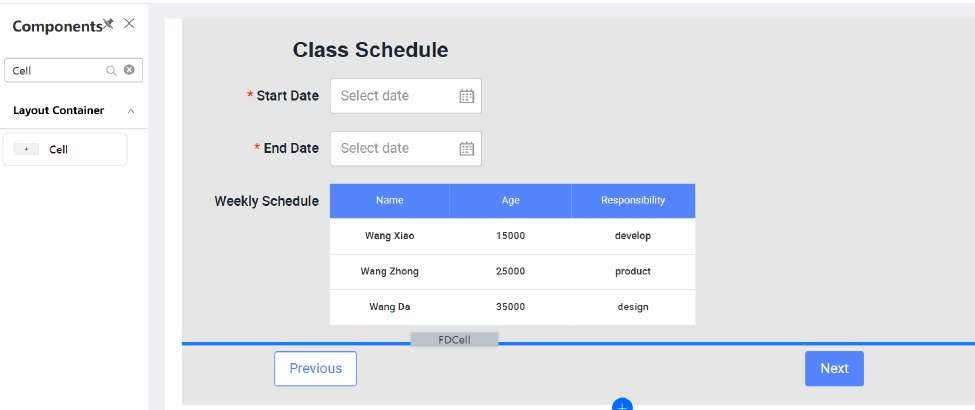 Components
Cell
Layout Container
+ Cell
Class Schedule
* Start Date Select date
* End Date Select date
Weekly Schedule
Name Age Responsibility
Wang Xiao 15000 develop
Wang Zhong 25000 product
Wang Da 35000 design
FDCell
Previous Next
+